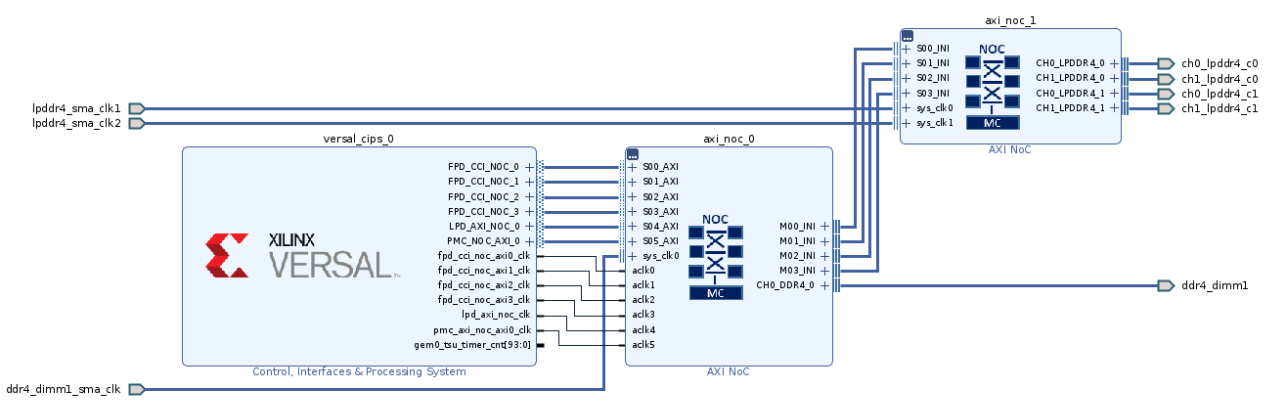 axi_noc_1
S00_INI
S01_INI
S02_INI
S03_INI
sys_clk0
sys_clk1
NOC
MC
CH0_LPDDR4_0
CH1_LPDDR4_0
CH0_LPDDR4_1
CH1_LPDDR4_1
AXI NoC
ch0_lpddr4_c0
ch1_lpddr4_c0
ch0_lpddr4_c1
ch1_lpddr4_c1
lpddr4_sma_clk1
lpddr4_sma_clk2
versal_cips_0
XILINX
VERSAL™
FPD_CCI_NOC_0
FPD_CCI_NOC_1
FPD_CCI_NOC_2
FPD_CCI_NOC_3
LPD_AXI_NOC_0
PMC_NOC_AXI_0
fpd_cci_noc_axi0_clk
fpd_cci_noc_axi1_clk
fpd_cci_noc_axi2_clk
fpd_cci_noc_axi3_clk
lpd_axi_noc_clk
pmc_axi_noc_axi0_clk
gem0_tsu_timer_cnt[93:0]
Control, Interfaces & Processing System
axi_noc_0
S00_AXI
S01_AXI
S02_AXI
S03_AXI
S04_AXI
S05_AXI
sys_clk0
aclk0
aclk1
aclk2
aclk3
aclk4
aclk5
NOC
MC
M00_INI
M01_INI
M02_INI
M03_INI
CH0_DDR4_0
AXI NoC
ddr4_dimm1
ddr4_dimm1_sma_clk